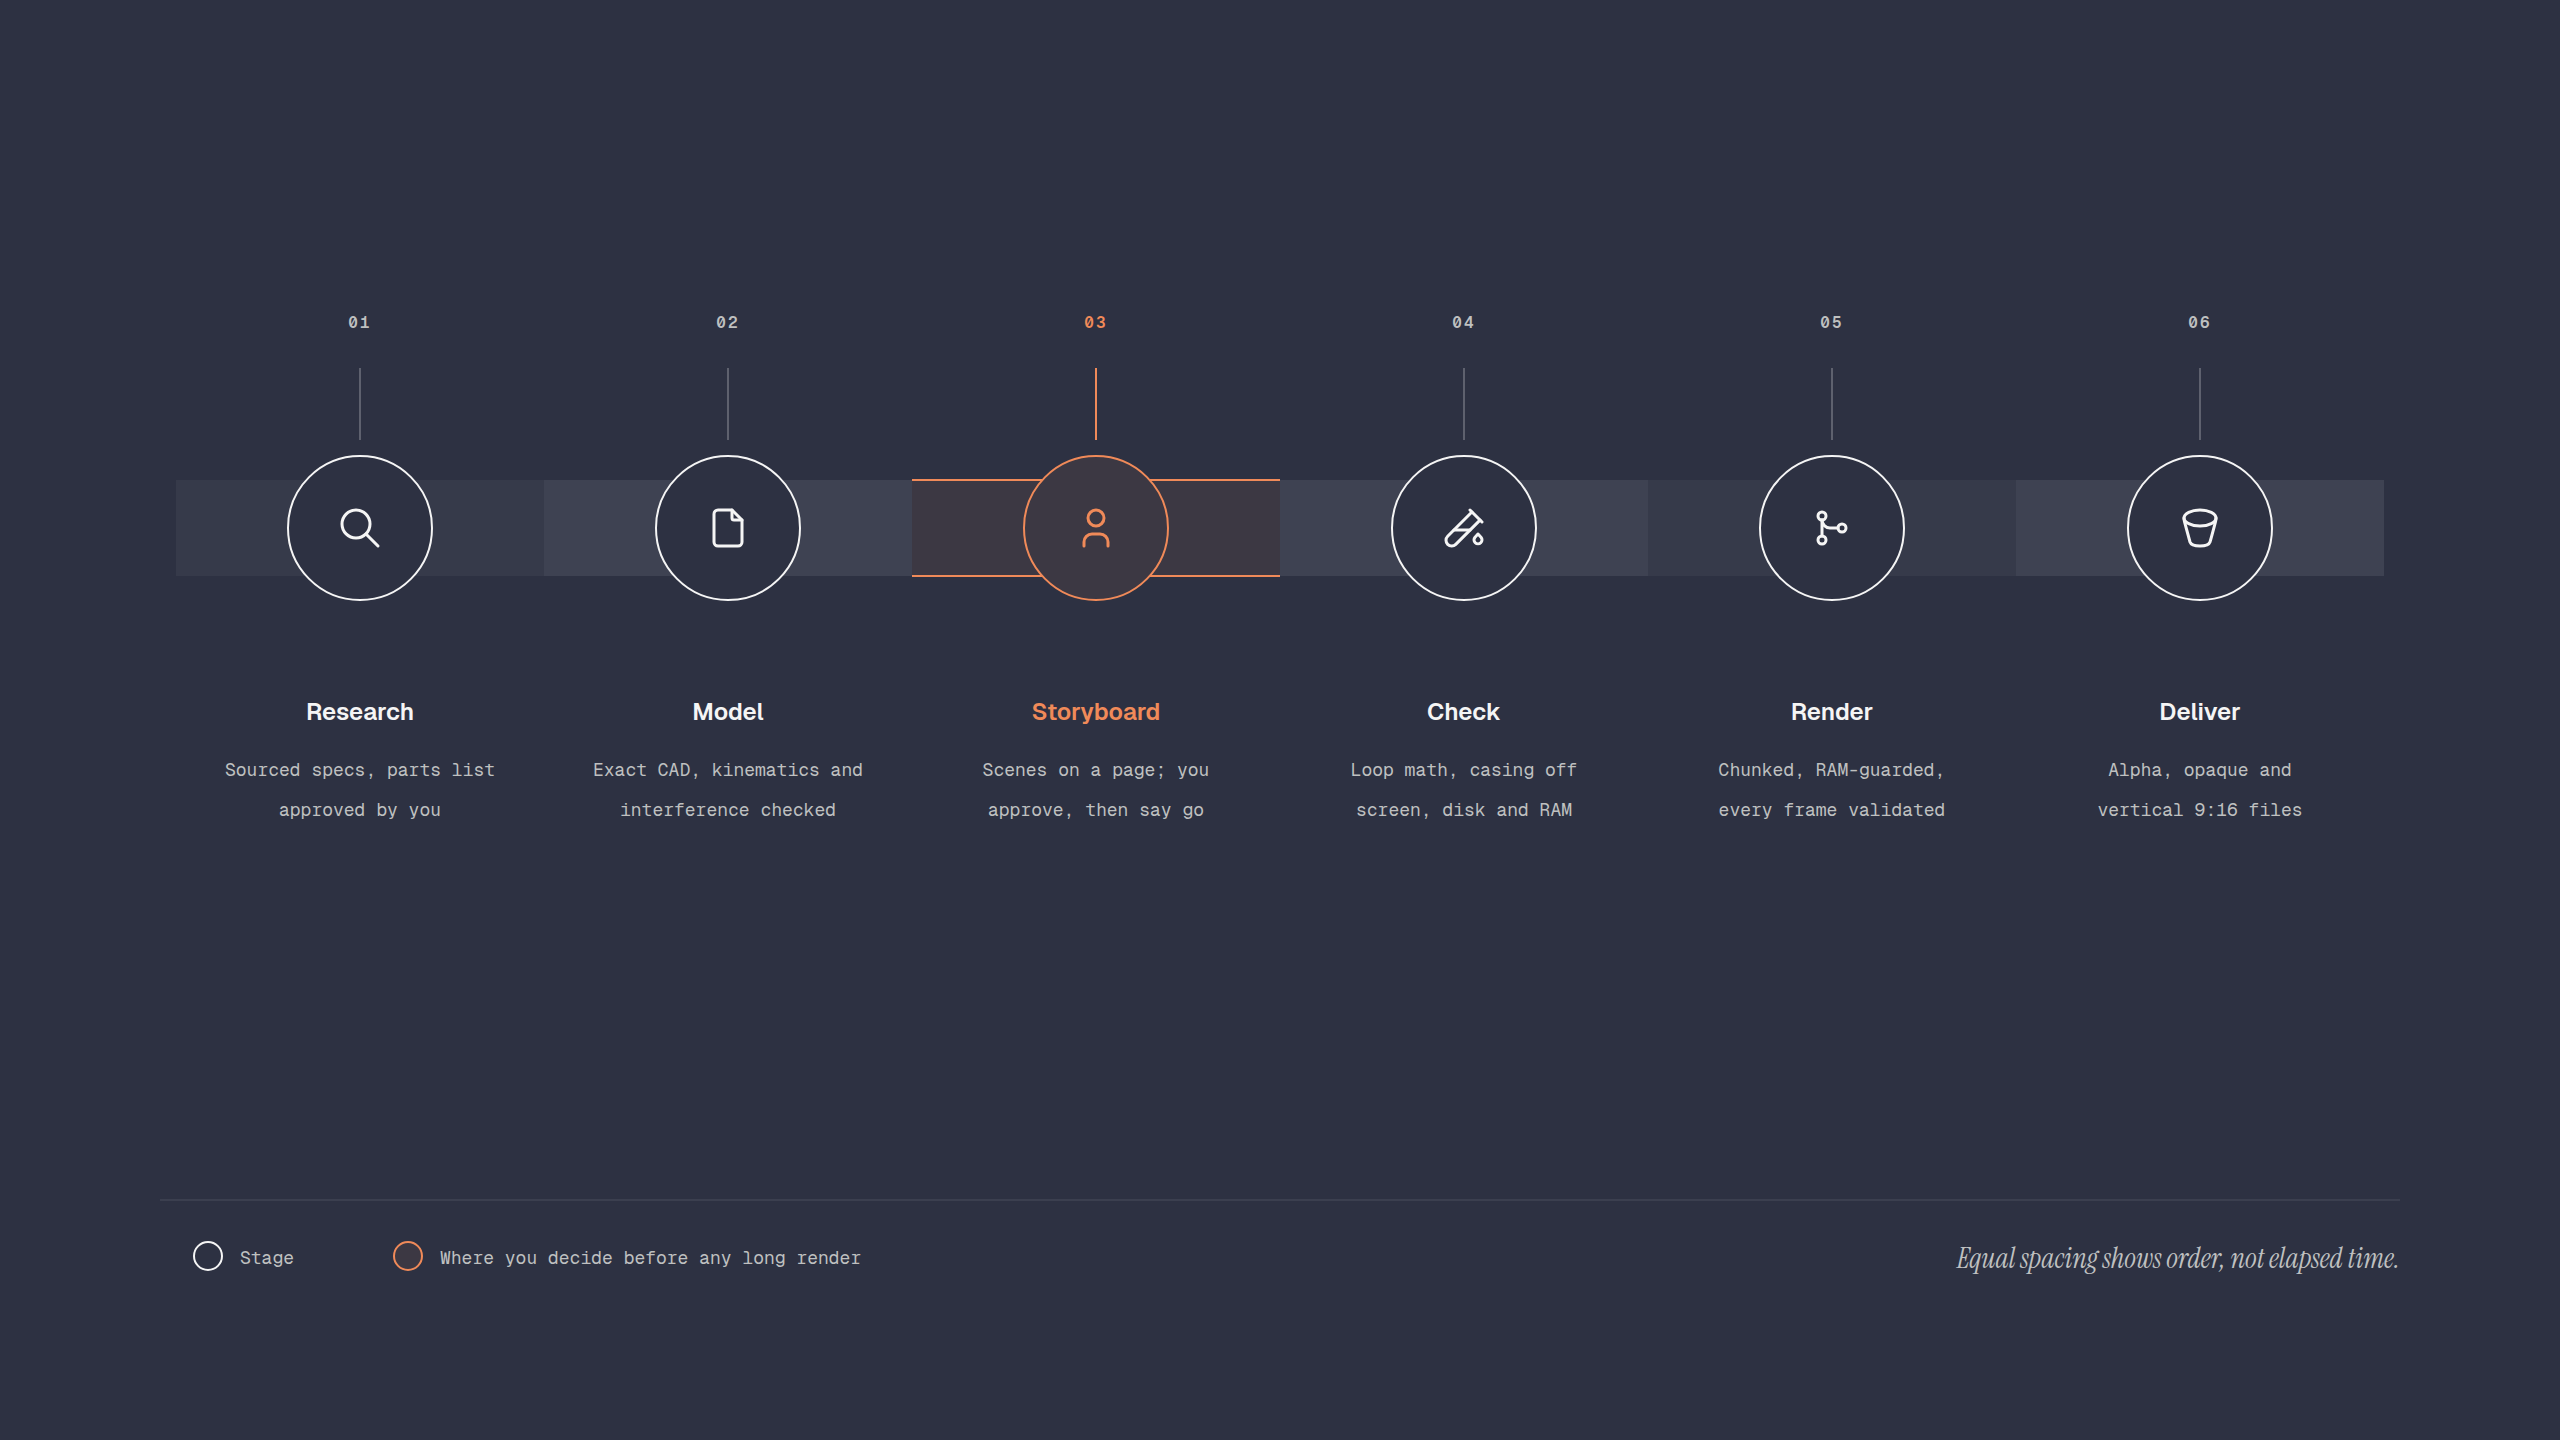 01
02
03
04
05
06
Research
Model
Storyboard
Check
Render
Deliver
Sourced specs, parts list
approved by you
Exact CAD, kinematics and
interference checked
Scenes on a page; you
approve, then say go
Loop math, casing off
screen, disk and RAM
Chunked, RAM-guarded,
every frame validated
Alpha, opaque and
vertical 9:16 files
Stage
Where you decide before any long render
Equal spacing shows order, not elapsed time.